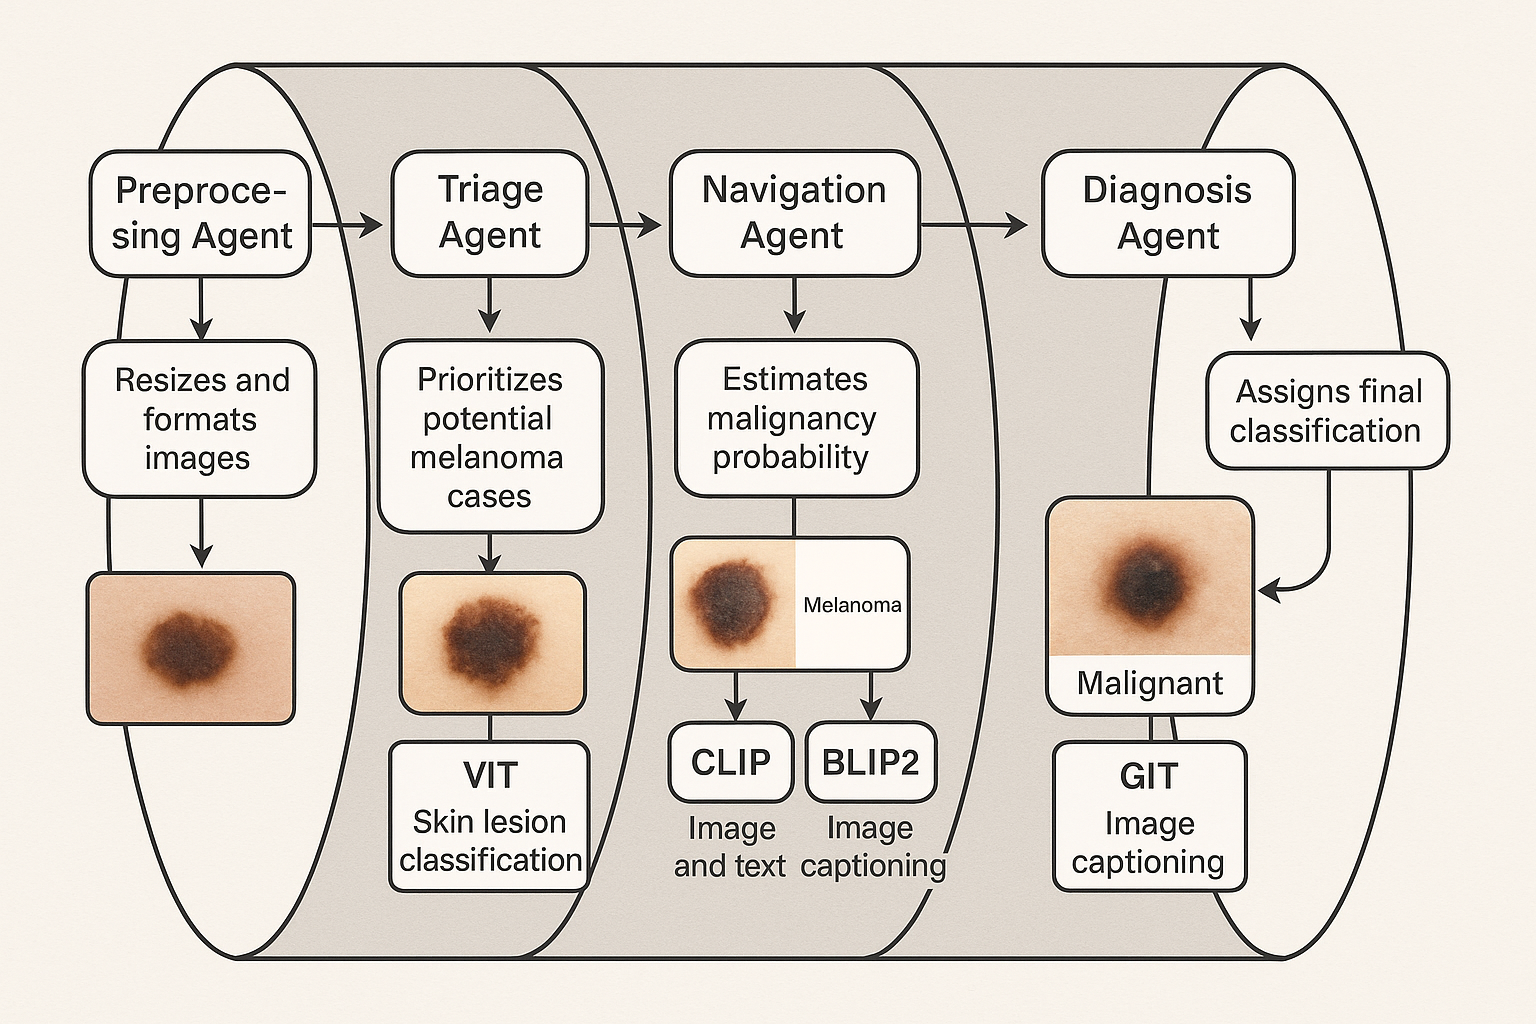 Preproce-
sing Agent
Triage
Agent
Navigation
Agent
Diagnosis
Agent
Resizes and
formats
images
Prioritizes
potential
melanoma
cases
Estimates
malignancy
probability
Assigns final
classification
Melanoma
Malignant
VIT
Skin lesion
classification
CLIP
Image
and text
BLIP2
Image
captioning
GIT
Image
captioning